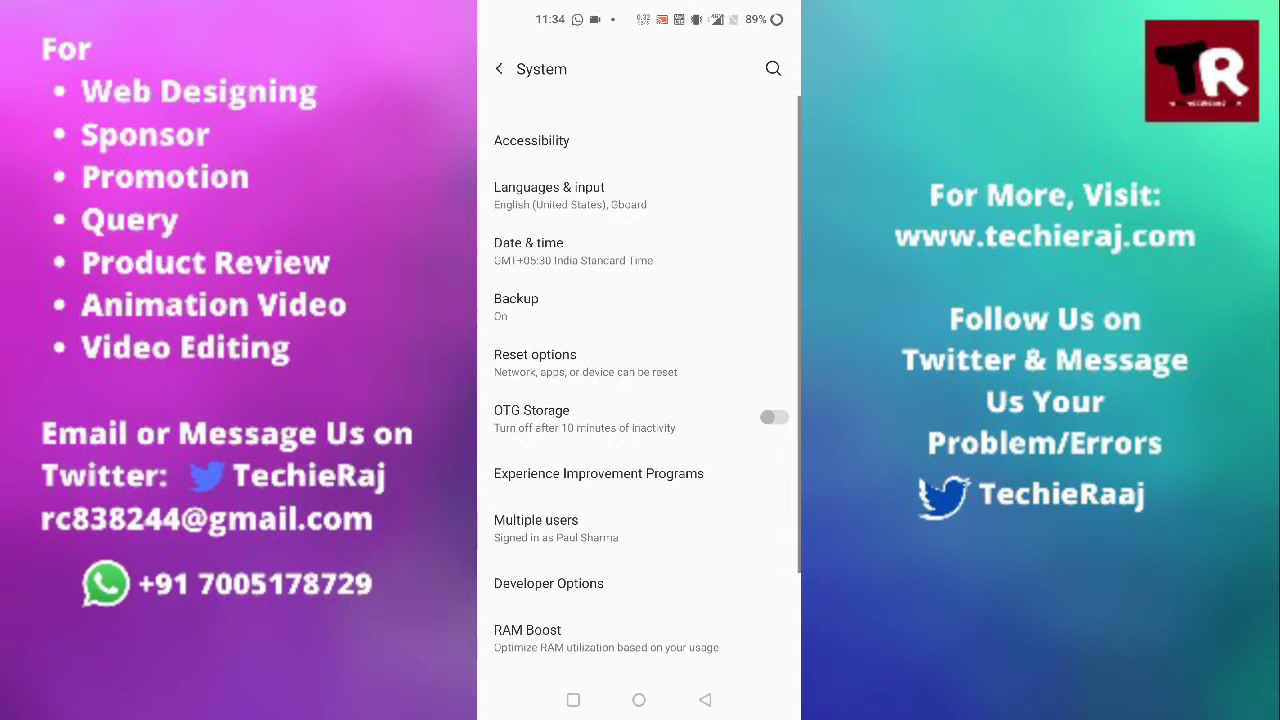 For
• Web Designing
• Sponsor
• Promotion
• Query
• Product Review
• Animation Video
• Video Editing
Email or Message Us on
Twitter: TechieRaj
rc838244@gmail.com
+91 7005178729
11:34
0.32
89%
System
Accessibility
Languages & input
English (United States), Gboard
Date & time
GMT+05:30 India Standard Time
Backup
On
Reset options
Network, apps, or device can be reset
OTG Storage
Turn off after 10 minutes of inactivity
Experience Improvement Programs
Multiple users
Signed in as Paul Sharma
Developer Options
RAM Boost
Optimize RAM utilization based on your usage
TR
For More, Visit:
www.techieraj.com
Follow Us on
Twitter & Message
Us Your
Problem/Errors
TechieRaaj